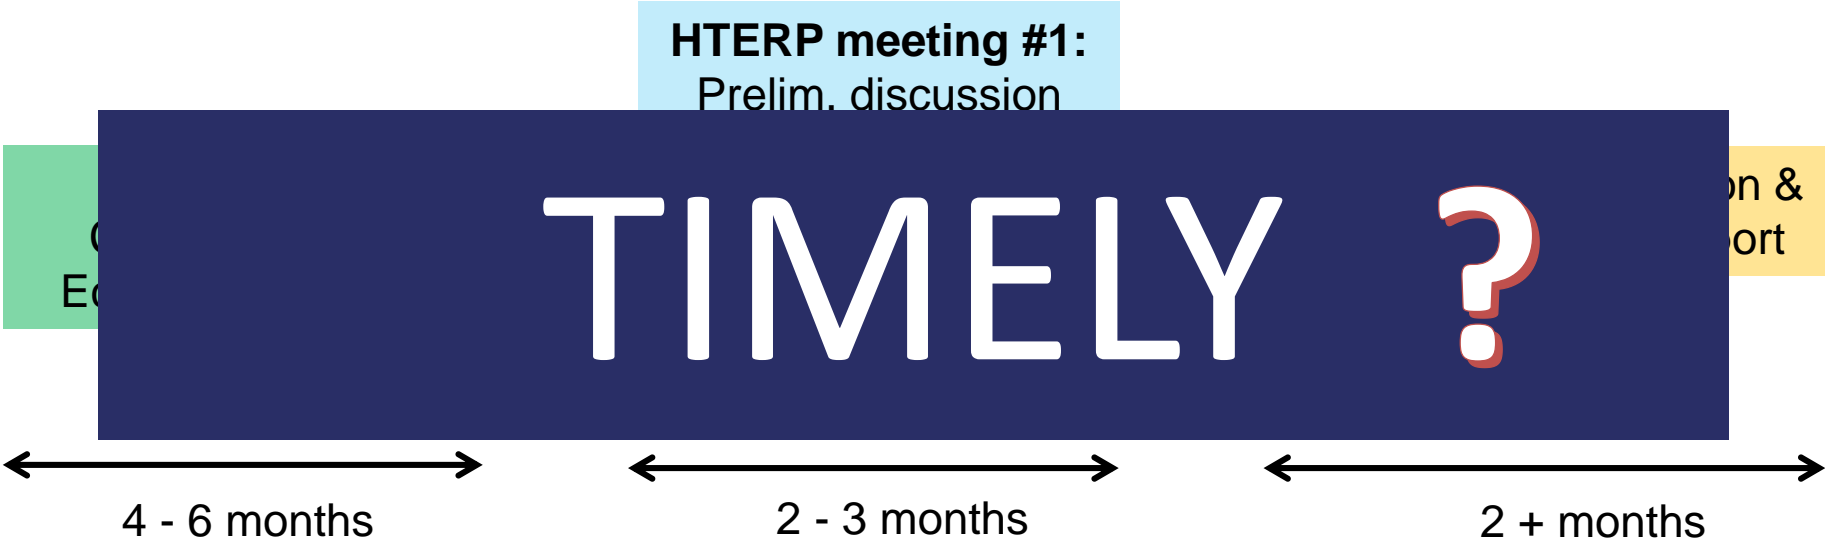 HTERP meeting #1:
Prelim. discussion
TIMELY ?
&
4 - 6 months
2 - 3 months
2 + months